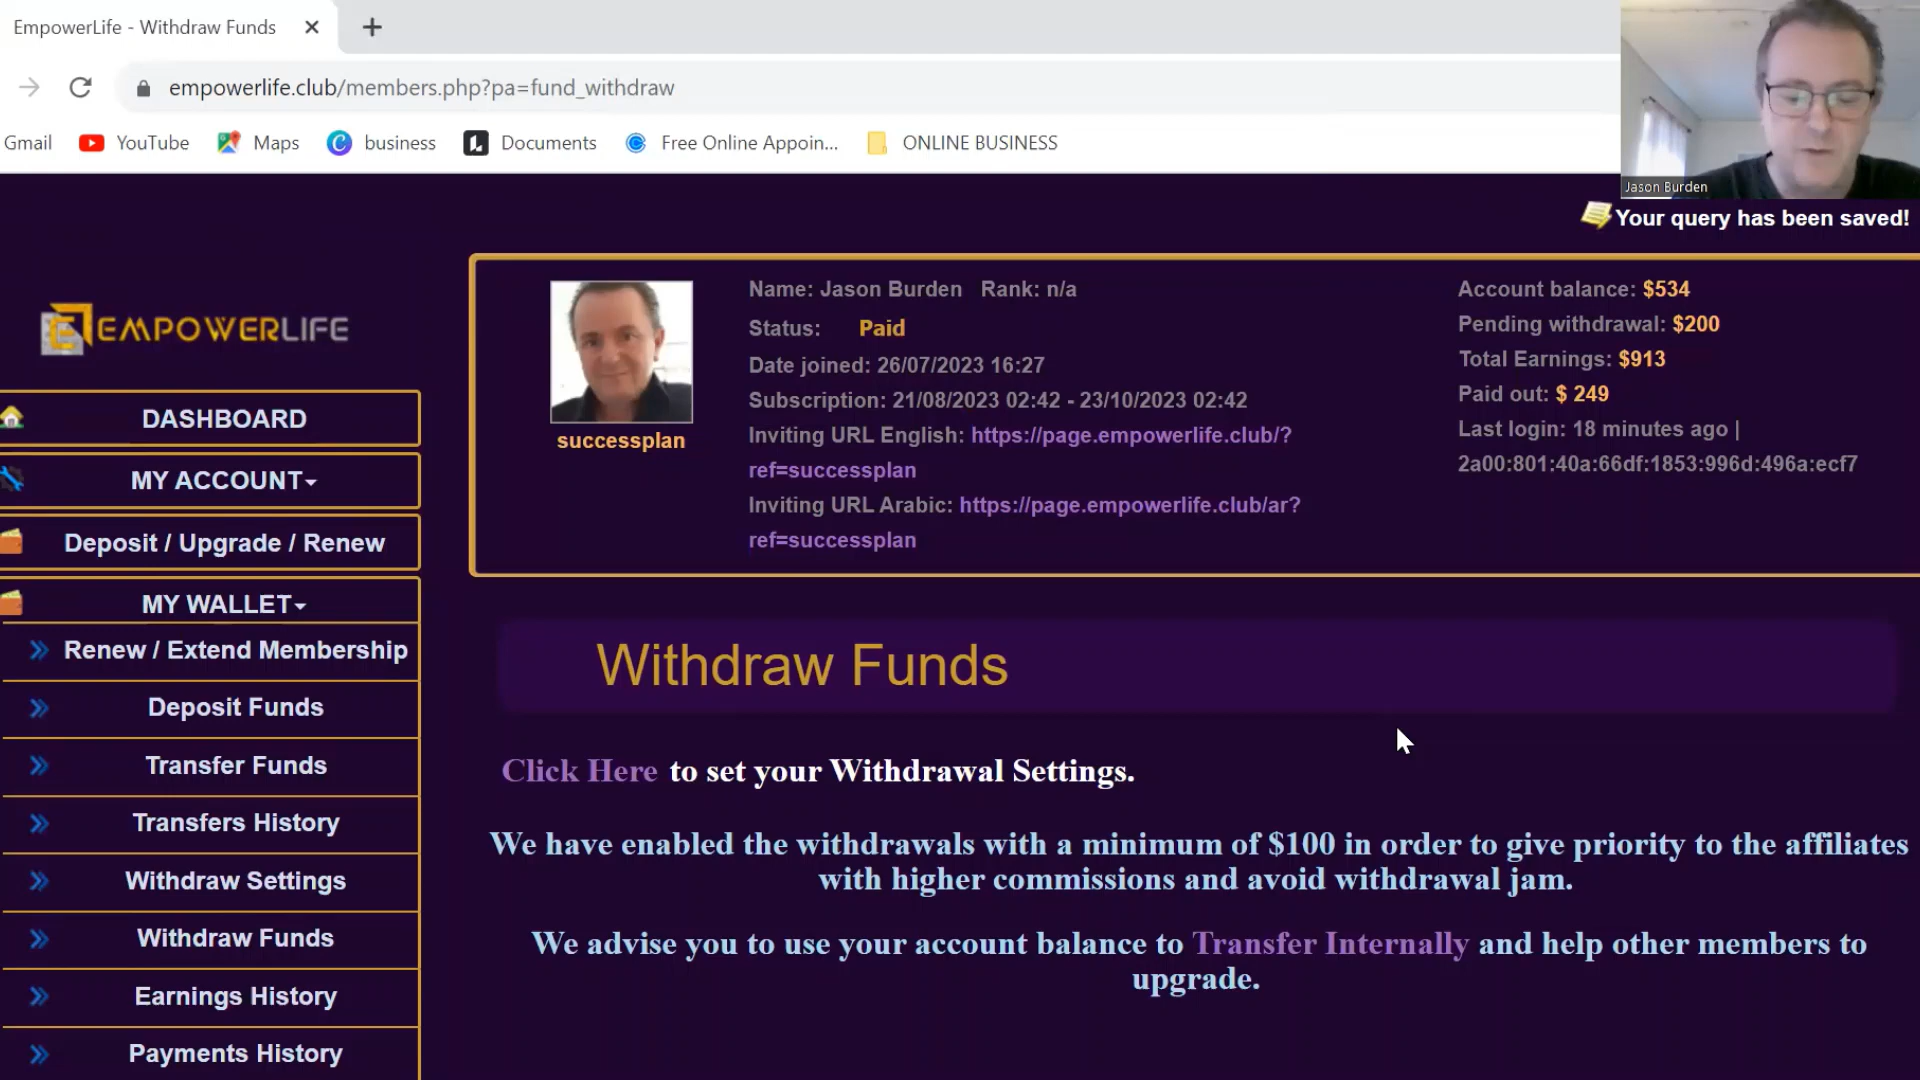 EmpowerLife - Withdraw Funds
empowerlife.club/members.php?pa=fund_withdraw
Gmail YouTube Maps business Documents Free Online Appoin... ONLINE BUSINESS
Jason Burden
Your query has been saved!
EMPOWERLIFE
DASHBOARD
MY ACCOUNT
Deposit / Upgrade / Renew
MY WALLET
Renew / Extend Membership
Deposit Funds
Transfer Funds
Transfers History
Withdraw Settings
Withdraw Funds
Earnings History
Payments History
successplan
Name: Jason Burden Rank: n/a
Status: Paid
Date joined: 26/07/2023 16:27
Subscription: 21/08/2023 02:42 - 23/10/2023 02:42
Inviting URL English: https://page.empowerlife.club/?
ref=successplan
Inviting URL Arabic: https://page.empowerlife.club/ar?
ref=successplan
Account balance: $534
Pending withdrawal: $200
Total Earnings: $913
Paid out: $ 249
Last login: 18 minutes ago |
2a00:801:40a:66df:1853:996d:496a:ecf7
Withdraw Funds
Click Here to set your Withdrawal Settings.
We have enabled the withdrawals with a minimum of $100 in order to give priority to the affiliates
with higher commissions and avoid withdrawal jam.
We advise you to use your account balance to Transfer Internally and help other members to
upgrade.